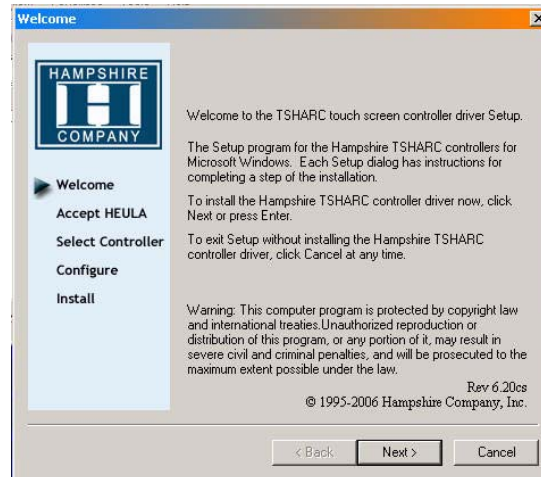 Welcome
HAMPSHIRE
H
COMPANY
Welcome
Accept HEULA
Select Controller
Configure
Install
Welcome to the TSHARC touch screen controller driver Setup.
The Setup program for the Hampshire TSHARC controllers for
Microsoft Windows. Each Setup dialog has instructions for
completing a step of the installation.
To install the Hampshire TSHARC controller driver now, click
Next or press Enter.
To exit Setup without installing the Hampshire TSHARC
controller driver, click Cancel at any time.
Warning: This computer program is protected by copyright law
and international treaties.Unauthorized reproduction or
distribution of this program, or any portion of it, may result in
severe civil and criminal penalties, and will be prosecuted to the
maximum extent possible under the law.
Rev 6.20cs
© 1995-2006 Hampshire Company, Inc.
< Back
Next >
Cancel